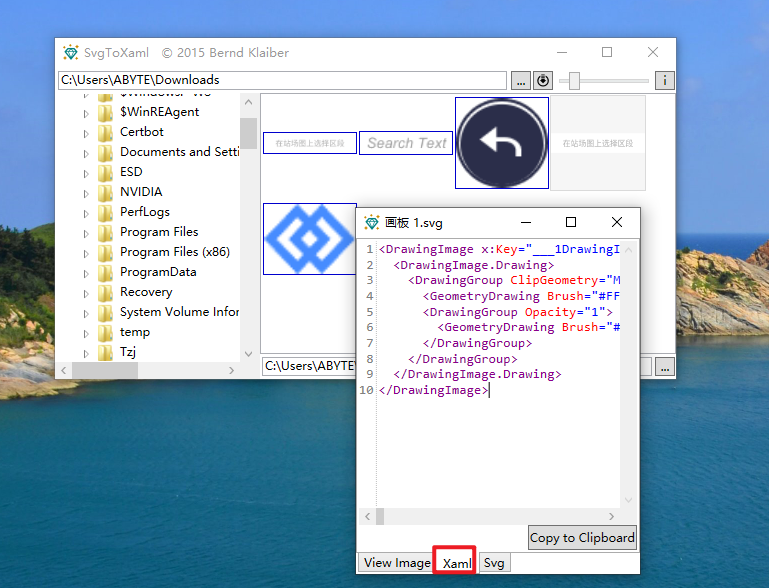 SvgToXaml © 2015 Bernd Klaiber
C:\Users\ABYTE\Downloads
...
i
$WinREAgent
Certbot
Documents and Setti
ESD
NVIDIA
PerfLogs
Program Files
Program Files (x86)
ProgramData
Recovery
System Volume Infor
temp
Tzj
在站场图上选择区段
Search Text
在站场图上选择区段
C:\Users\ABYTE
...
画板 1.svg
1 <DrawingImage x:Key="___1DrawingI
2 <DrawingImage.Drawing>
3 <DrawingGroup ClipGeometry="M
4 <GeometryDrawing Brush="#FF
5 <DrawingGroup Opacity="1">
6 <GeometryDrawing Brush="#
7 </DrawingGroup>
8 </DrawingGroup>
9 </DrawingImage.Drawing>
10 </DrawingImage>
Copy to Clipboard
View Image
Xaml
Svg